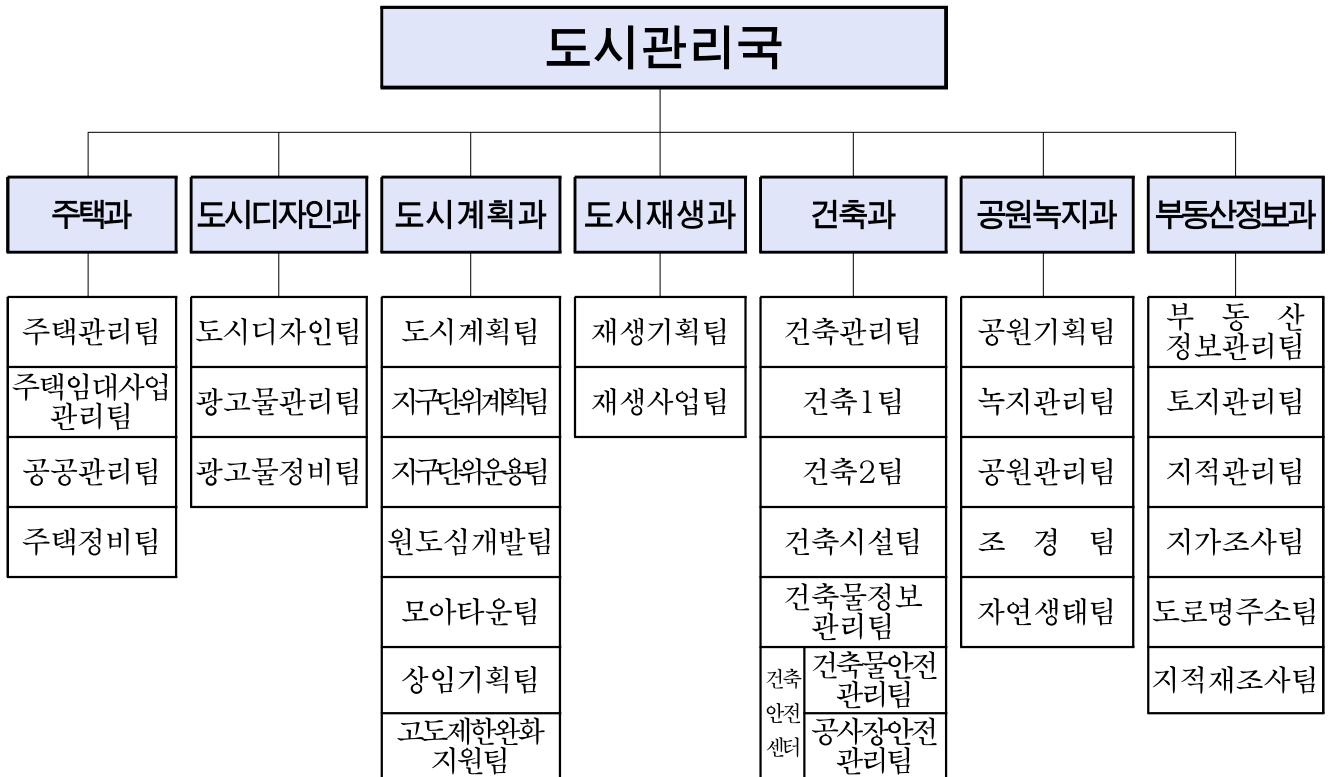 도시관리국
주택과
도시디자인과
도시계획과
도시재생과
건축과
공원녹지과
부동산정보과
주택관리팀
주택임대사업
관리팀
공공관리팀
주택정비팀
도시디자인팀
광고물관리팀
광고물정비팀
도시계획팀
지구단위계획팀
지구단위운용팀
원도심개발팀
모아타운팀
상임기획팀
고도제한완화
지원팀
재생기획팀
재생사업팀
건축관리팀
건축1팀
건축2팀
건축시설팀
건축물정보
관리팀
건축
안전
센터
건축물안전
관리팀
공사장안전
관리팀
공원기획팀
녹지관리팀
공원관리팀
조 경 팀
자연생태팀
부 동 산
정보관리팀
토지관리팀
지적관리팀
지가조사팀
도로명주소팀
지적재조사팀